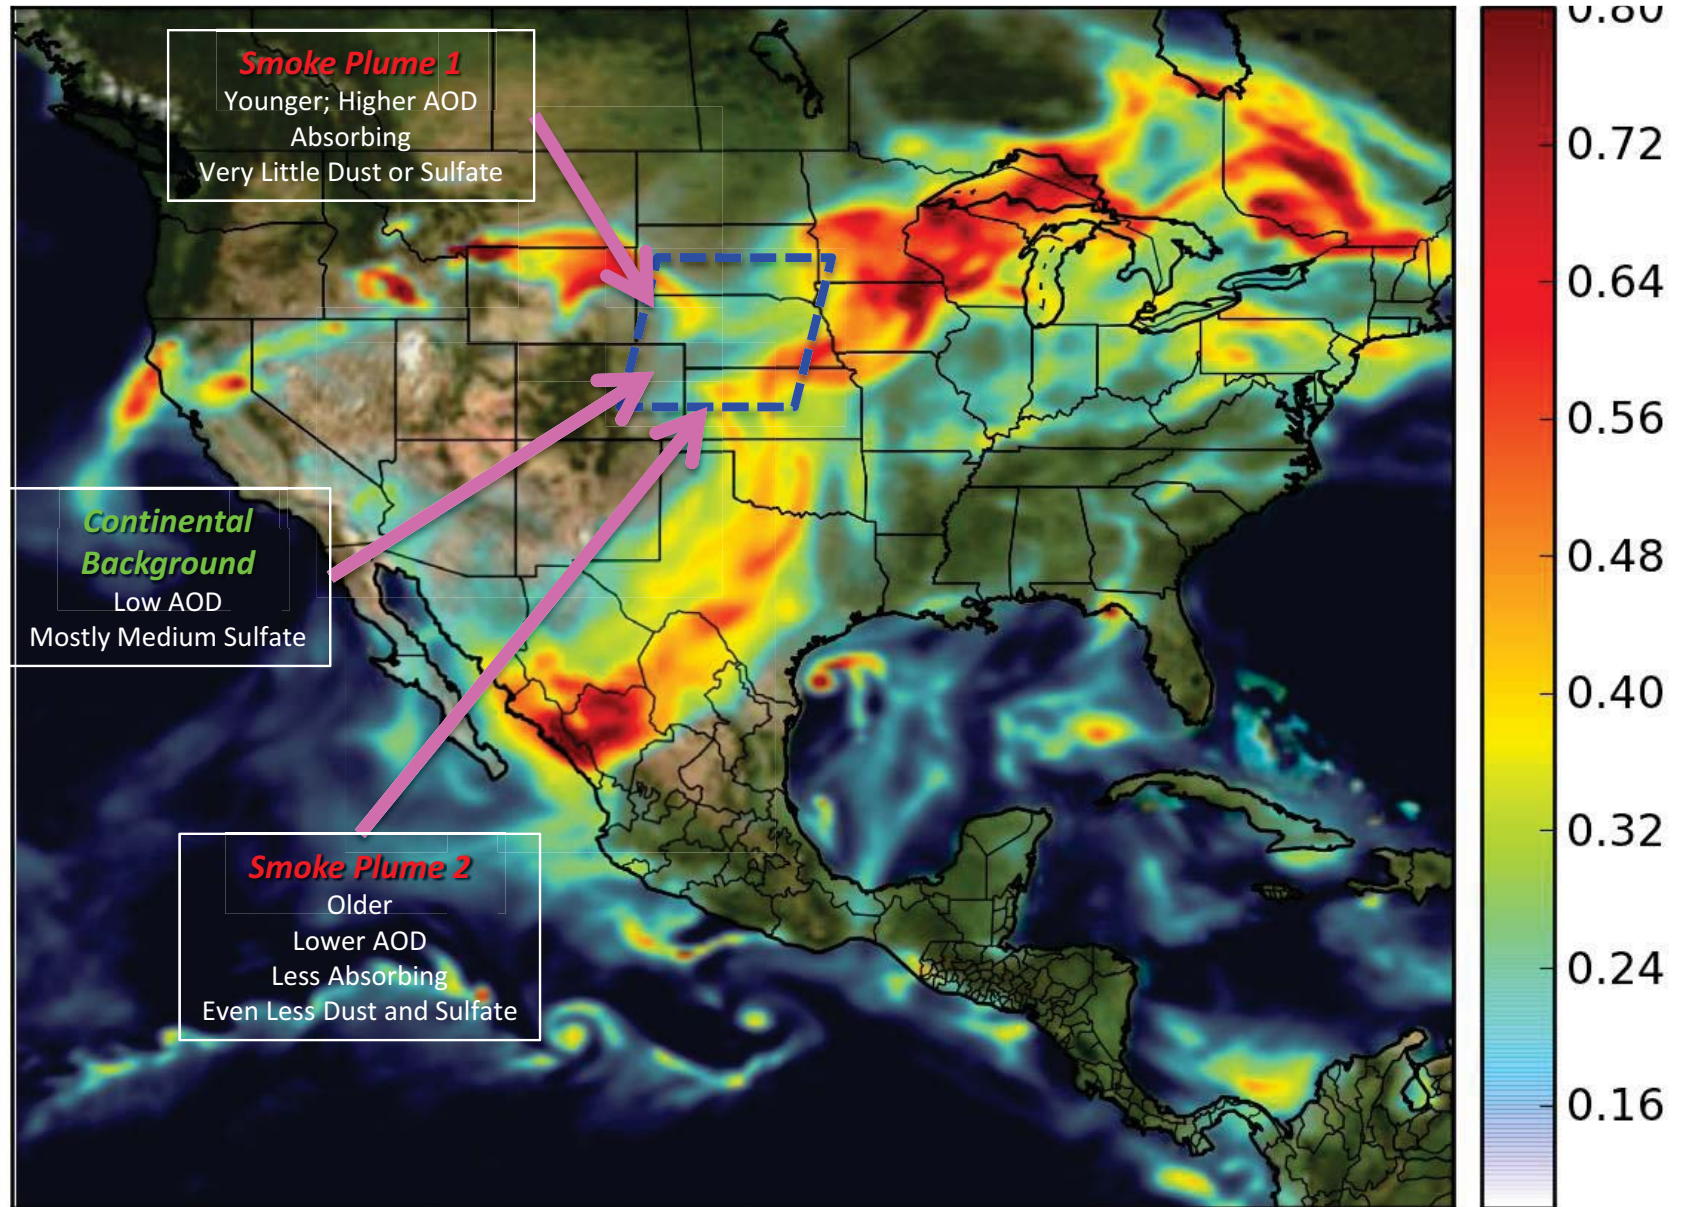 Smoke Plume 1
Younger; Higher AOD
Absorbing
Very Little Dust or Sulfate
Continental
Background
Low AOD
Mostly Medium Sulfate
Smoke Plume 2
Older
Lower AOD
Less Absorbing
Even Less Dust and Sulfate
0.80
0.72
0.64
0.56
0.48
0.40
0.32
0.24
0.16